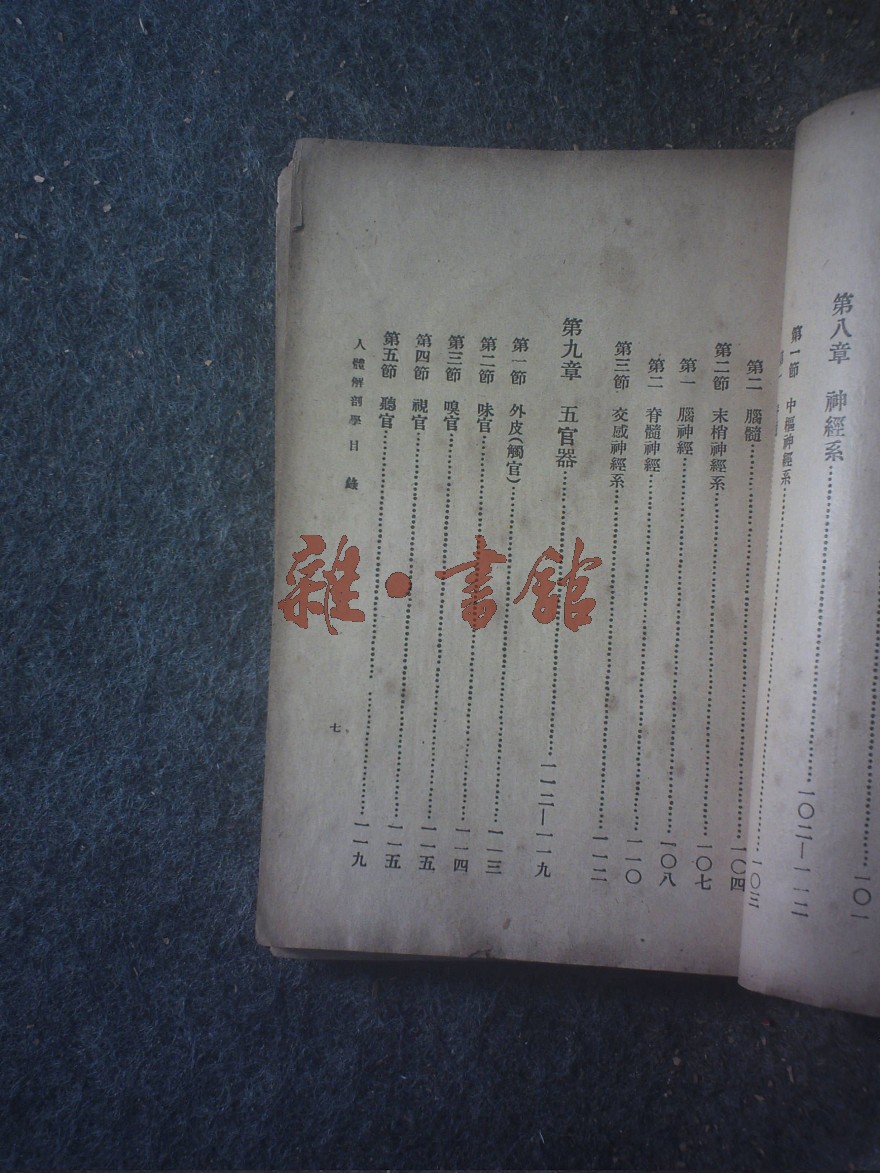 一〇一
第八章 神經系……一〇二—一一二
第一節 中樞神經系……一〇三
第二 腦髓……一〇四
第二節 末梢神經系……一〇七
第一 腦神經……一〇八
第二 脊髓神經……一一〇
第三節 交感神經系……一一二
第九章 五官器……一一二—一一九
第一節 外皮(觸官)……一一三
第二節 味官……一一四
第三節 嗅官……一一五
第四節 視官……一一五
第五節 聽官……一一九
人體解剖學目錄 七
雜·書館